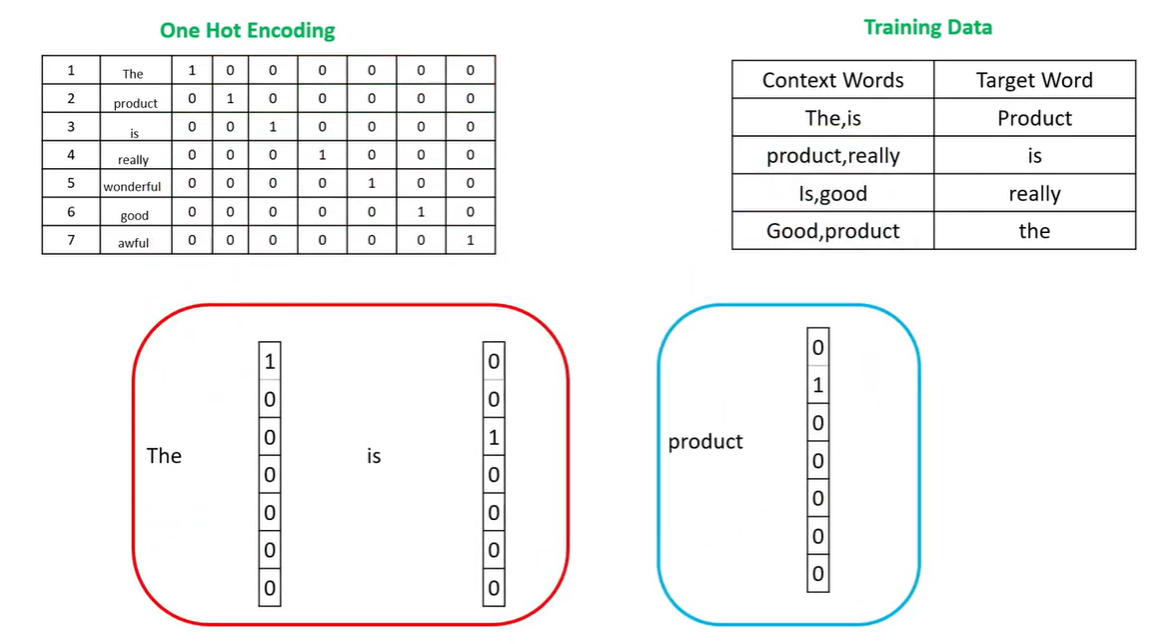 One Hot Encoding
1 The 1 0 0 0 0 0 0
2 product 0 1 0 0 0 0 0
3 is 0 0 1 0 0 0 0
4 really 0 0 0 1 0 0 0
5 wonderful 0 0 0 0 1 0 0
6 good 0 0 0 0 0 1 0
7 awful 0 0 0 0 0 0 1
Training Data
Context Words Target Word
The,is Product
product,really is
Is,good really
Good,product the
The
1
0
0
0
0
0
0
is
0
0
1
0
0
0
0
product
0
1
0
0
0
0
0